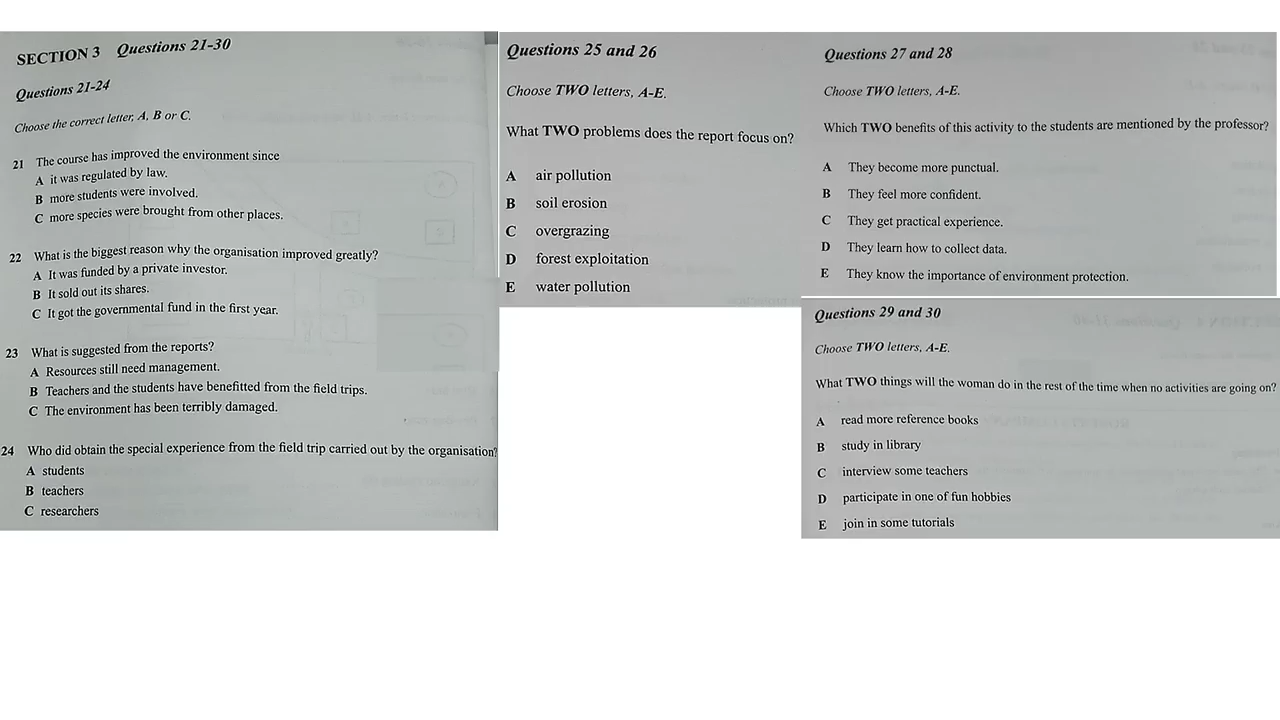 SECTION 3 Questions 21-30
Questions 21-24
Choose the correct letter, A, B or C.
21 The course has improved the environment since
A it was regulated by law.
B more students were involved.
C more species were brought from other places.
22 What is the biggest reason why the organisation improved greatly?
A It was funded by a private investor.
B It sold out its shares.
C It got the governmental fund in the first year.
23 What is suggested from the reports?
A Resources still need management.
B Teachers and the students have benefitted from the field trips.
C The environment has been terribly damaged.
24 Who did obtain the special experience from the field trip carried out by the organisation?
A students
B teachers
C researchers
Questions 25 and 26
Choose TWO letters, A-E.
What TWO problems does the report focus on?
A air pollution
B soil erosion
C overgrazing
D forest exploitation
E water pollution
Questions 27 and 28
Choose TWO letters, A-E.
Which TWO benefits of this activity to the students are mentioned by the professor?
A They become more punctual.
B They feel more confident.
C They get practical experience.
D They learn how to collect data.
E They know the importance of environment protection.
Questions 29 and 30
Choose TWO letters, A-E.
What TWO things will the woman do in the rest of the time when no activities are going on?
A read more reference books
B study in library
C interview some teachers
D participate in one of fun hobbies
E join in some tutorials